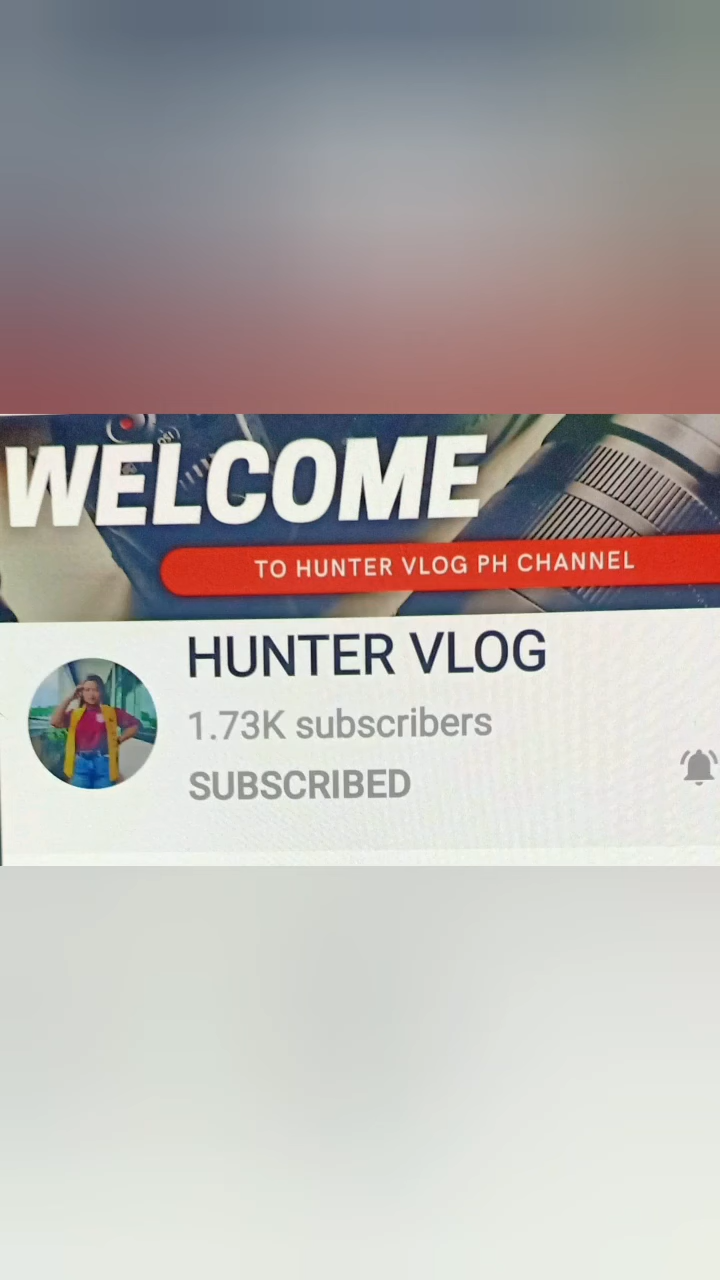 WELCOME
TO HUNTER VLOG PH CHANNEL
HUNTER VLOG
1.73K subscribers
SUBSCRIBED